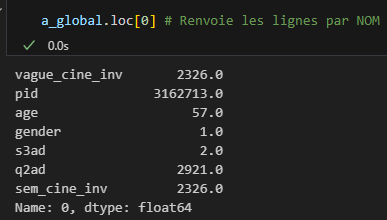 a_global.loc[0] # Renvoie les lignes par NOM
✓ 0.0s
vague_cine_inv 2326.0
pid 3162713.0
age 57.0
gender 1.0
s3ad 2.0
q2ad 2921.0
sem_cine_inv 2326.0
Name: 0, dtype: float64